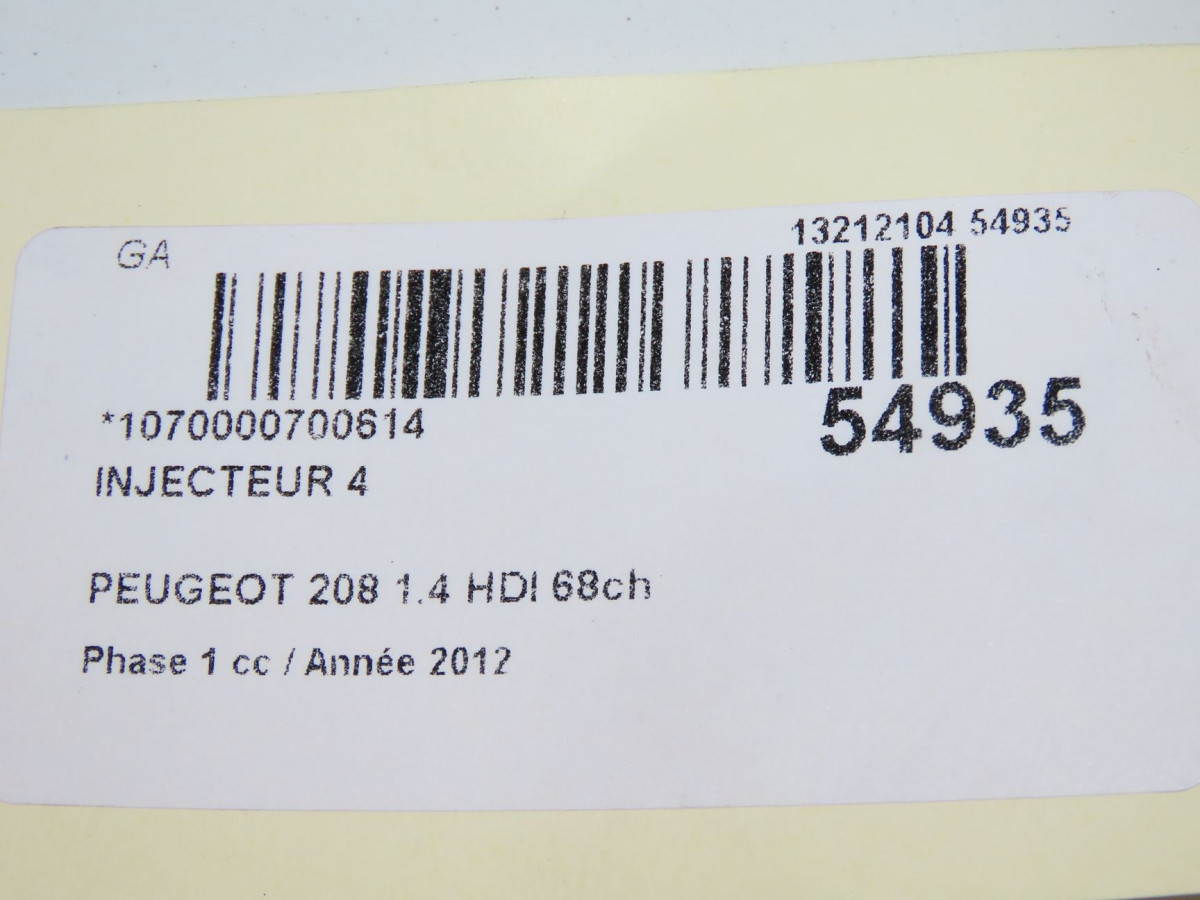 GA
13212104 54935
*1070000700614
54935
INJECTEUR 4
PEUGEOT 208 1.4 HDI 68ch
Phase 1 cc / Année 2012